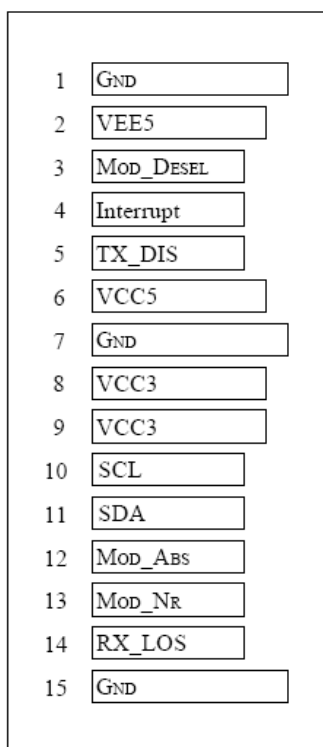 1 GND
2 VEE5
3 MOD_DESEL
4 Interrupt
5 TX_DIS
6 VCC5
7 GND
8 VCC3
9 VCC3
10 SCL
11 SDA
12 MOD_ABS
13 MOD_NR
14 RX_LOS
15 GND